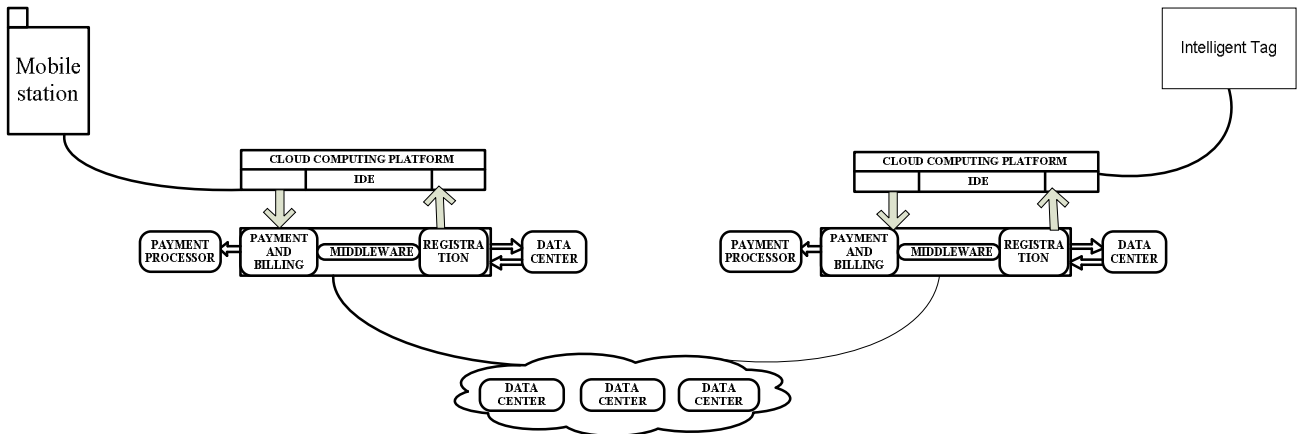 Mobile
station
Intelligent Tag
CLOUD COMPUTING PLATFORM
IDE
PAYMENT
PROCESSOR
PAYMENT
AND
BILLING
MIDDLEWARE
REGISTRA
TION
DATA
CENTER
CLOUD COMPUTING PLATFORM
IDE
PAYMENT
PROCESSOR
PAYMENT
AND
BILLING
MIDDLEWARE
REGISTRA
TION
DATA
CENTER
DATA
CENTER
DATA
CENTER
DATA
CENTER